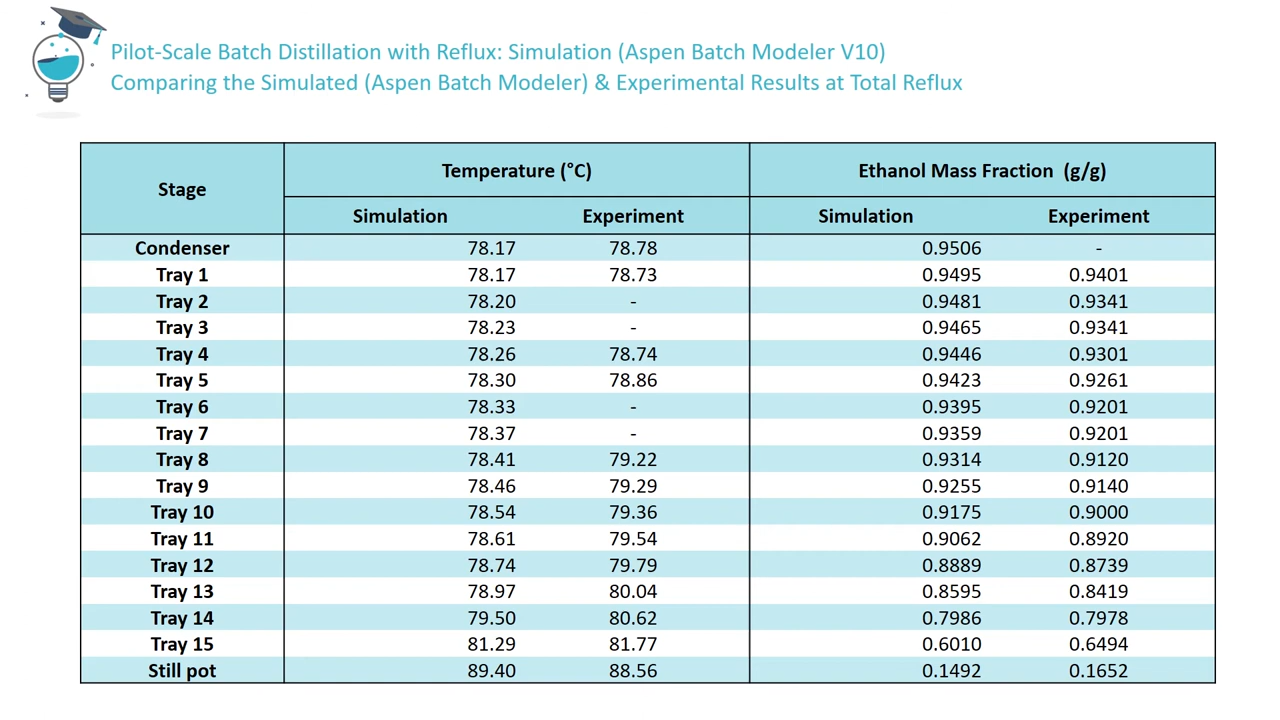 Pilot-Scale Batch Distillation with Reflux: Simulation (Aspen Batch Modeler V10)
Comparing the Simulated (Aspen Batch Modeler) & Experimental Results at Total Reflux
Stage Temperature (°C) Ethanol Mass Fraction (g/g)
Simulation Experiment Simulation Experiment
Condenser 78.17 78.78 0.9506 -
Tray 1 78.17 78.73 0.9495 0.9401
Tray 2 78.20 - 0.9481 0.9341
Tray 3 78.23 - 0.9465 0.9341
Tray 4 78.26 78.74 0.9446 0.9301
Tray 5 78.30 78.86 0.9423 0.9261
Tray 6 78.33 - 0.9395 0.9201
Tray 7 78.37 - 0.9359 0.9201
Tray 8 78.41 79.22 0.9314 0.9120
Tray 9 78.46 79.29 0.9255 0.9140
Tray 10 78.54 79.36 0.9175 0.9000
Tray 11 78.61 79.54 0.9062 0.8920
Tray 12 78.74 79.79 0.8889 0.8739
Tray 13 78.97 80.04 0.8595 0.8419
Tray 14 79.50 80.62 0.7986 0.7978
Tray 15 81.29 81.77 0.6010 0.6494
Still pot 89.40 88.56 0.1492 0.1652